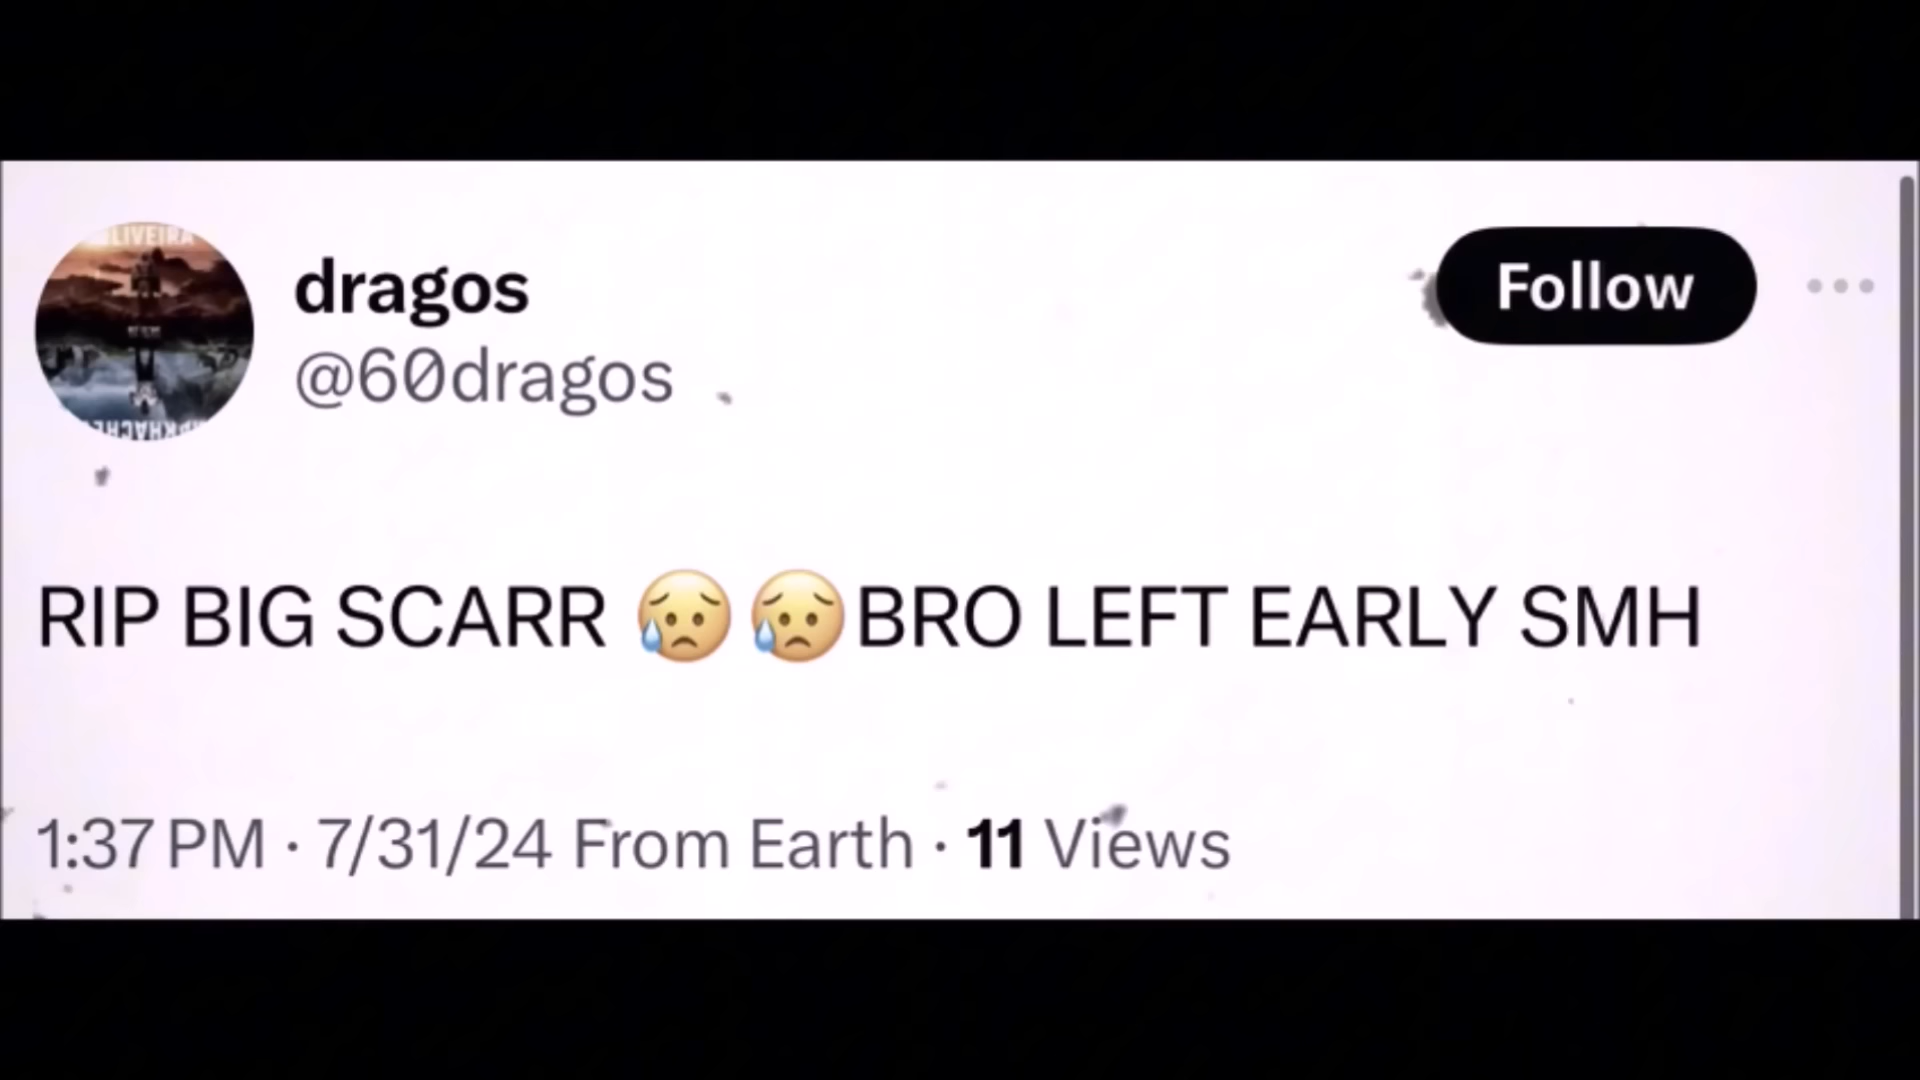 LIVEIRA
dragos
@60dragos
Follow
RIP BIG SCARR 😥 😥 BRO LEFT EARLY SMH
1:37 PM · 7/31/24 From Earth · 11 Views